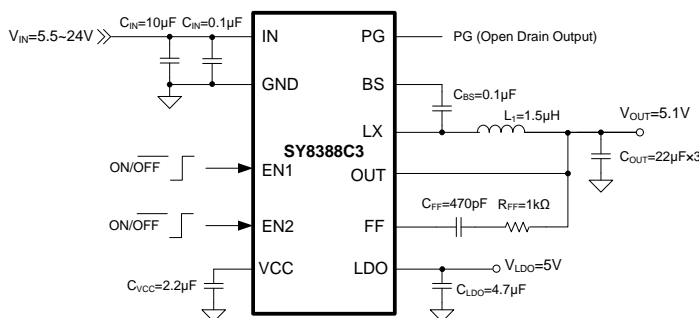 C_IN=10µF C_IN=0.1µF
V_IN=5.5~24V
IN
GND
ON/OFF
EN1
ON/OFF
EN2
VCC
C_VCC=2.2µF
SY8388C3
PG
PG (Open Drain Output)
BS
C_BS=0.1µF
LX
L_1=1.5µH
V_OUT=5.1V
C_OUT=22µF×3
OUT
FF
C_FF=470pF
R_FF=1kΩ
LDO
V_LDO=5V
C_LDO=4.7µF